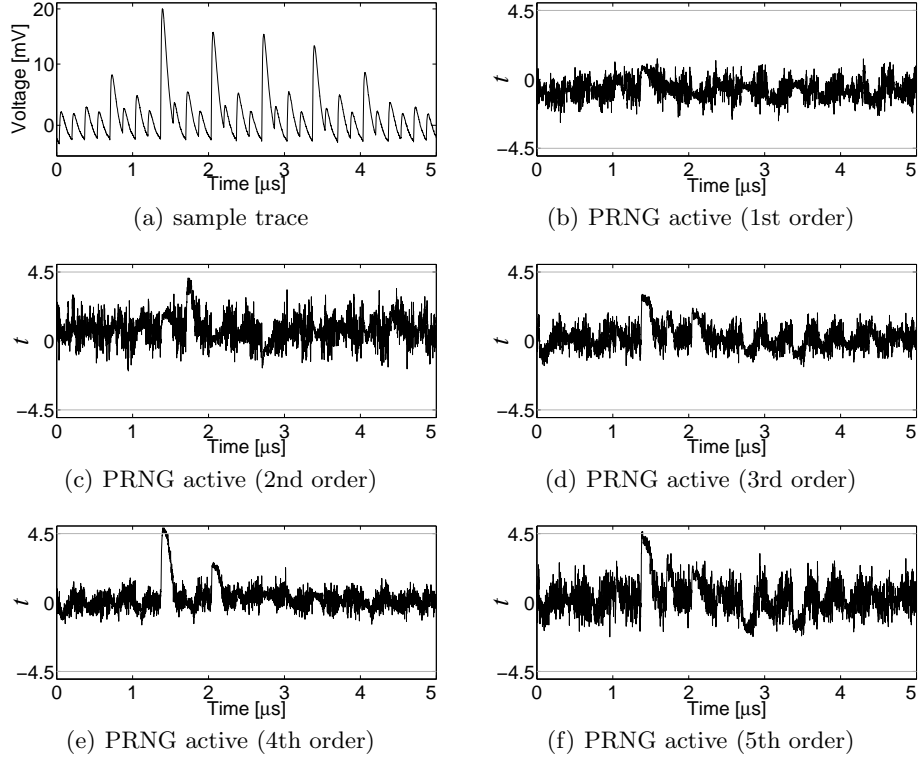 20
10
0
Voltage [mV]
0 1 2 3 4 5
Time [μs]
(a) sample trace
4.5
0
−4.5
t
0 1 2 3 4 5
Time [μs]
(b) PRNG active (1st order)
4.5
0
−4.5
t
0 1 2 3 4 5
Time [μs]
(c) PRNG active (2nd order)
4.5
0
−4.5
t
0 1 2 3 4 5
Time [μs]
(d) PRNG active (3rd order)
4.5
0
−4.5
t
0 1 2 3 4 5
Time [μs]
(e) PRNG active (4th order)
4.5
0
−4.5
t
0 1 2 3 4 5
Time [μs]
(f) PRNG active (5th order)